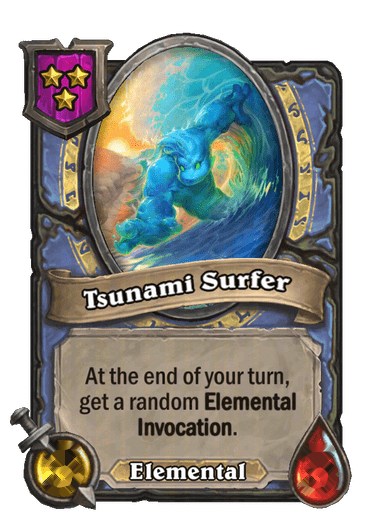 Tsunami Surfer
At the end of your turn,
get a random Elemental
Invocation.
Elemental